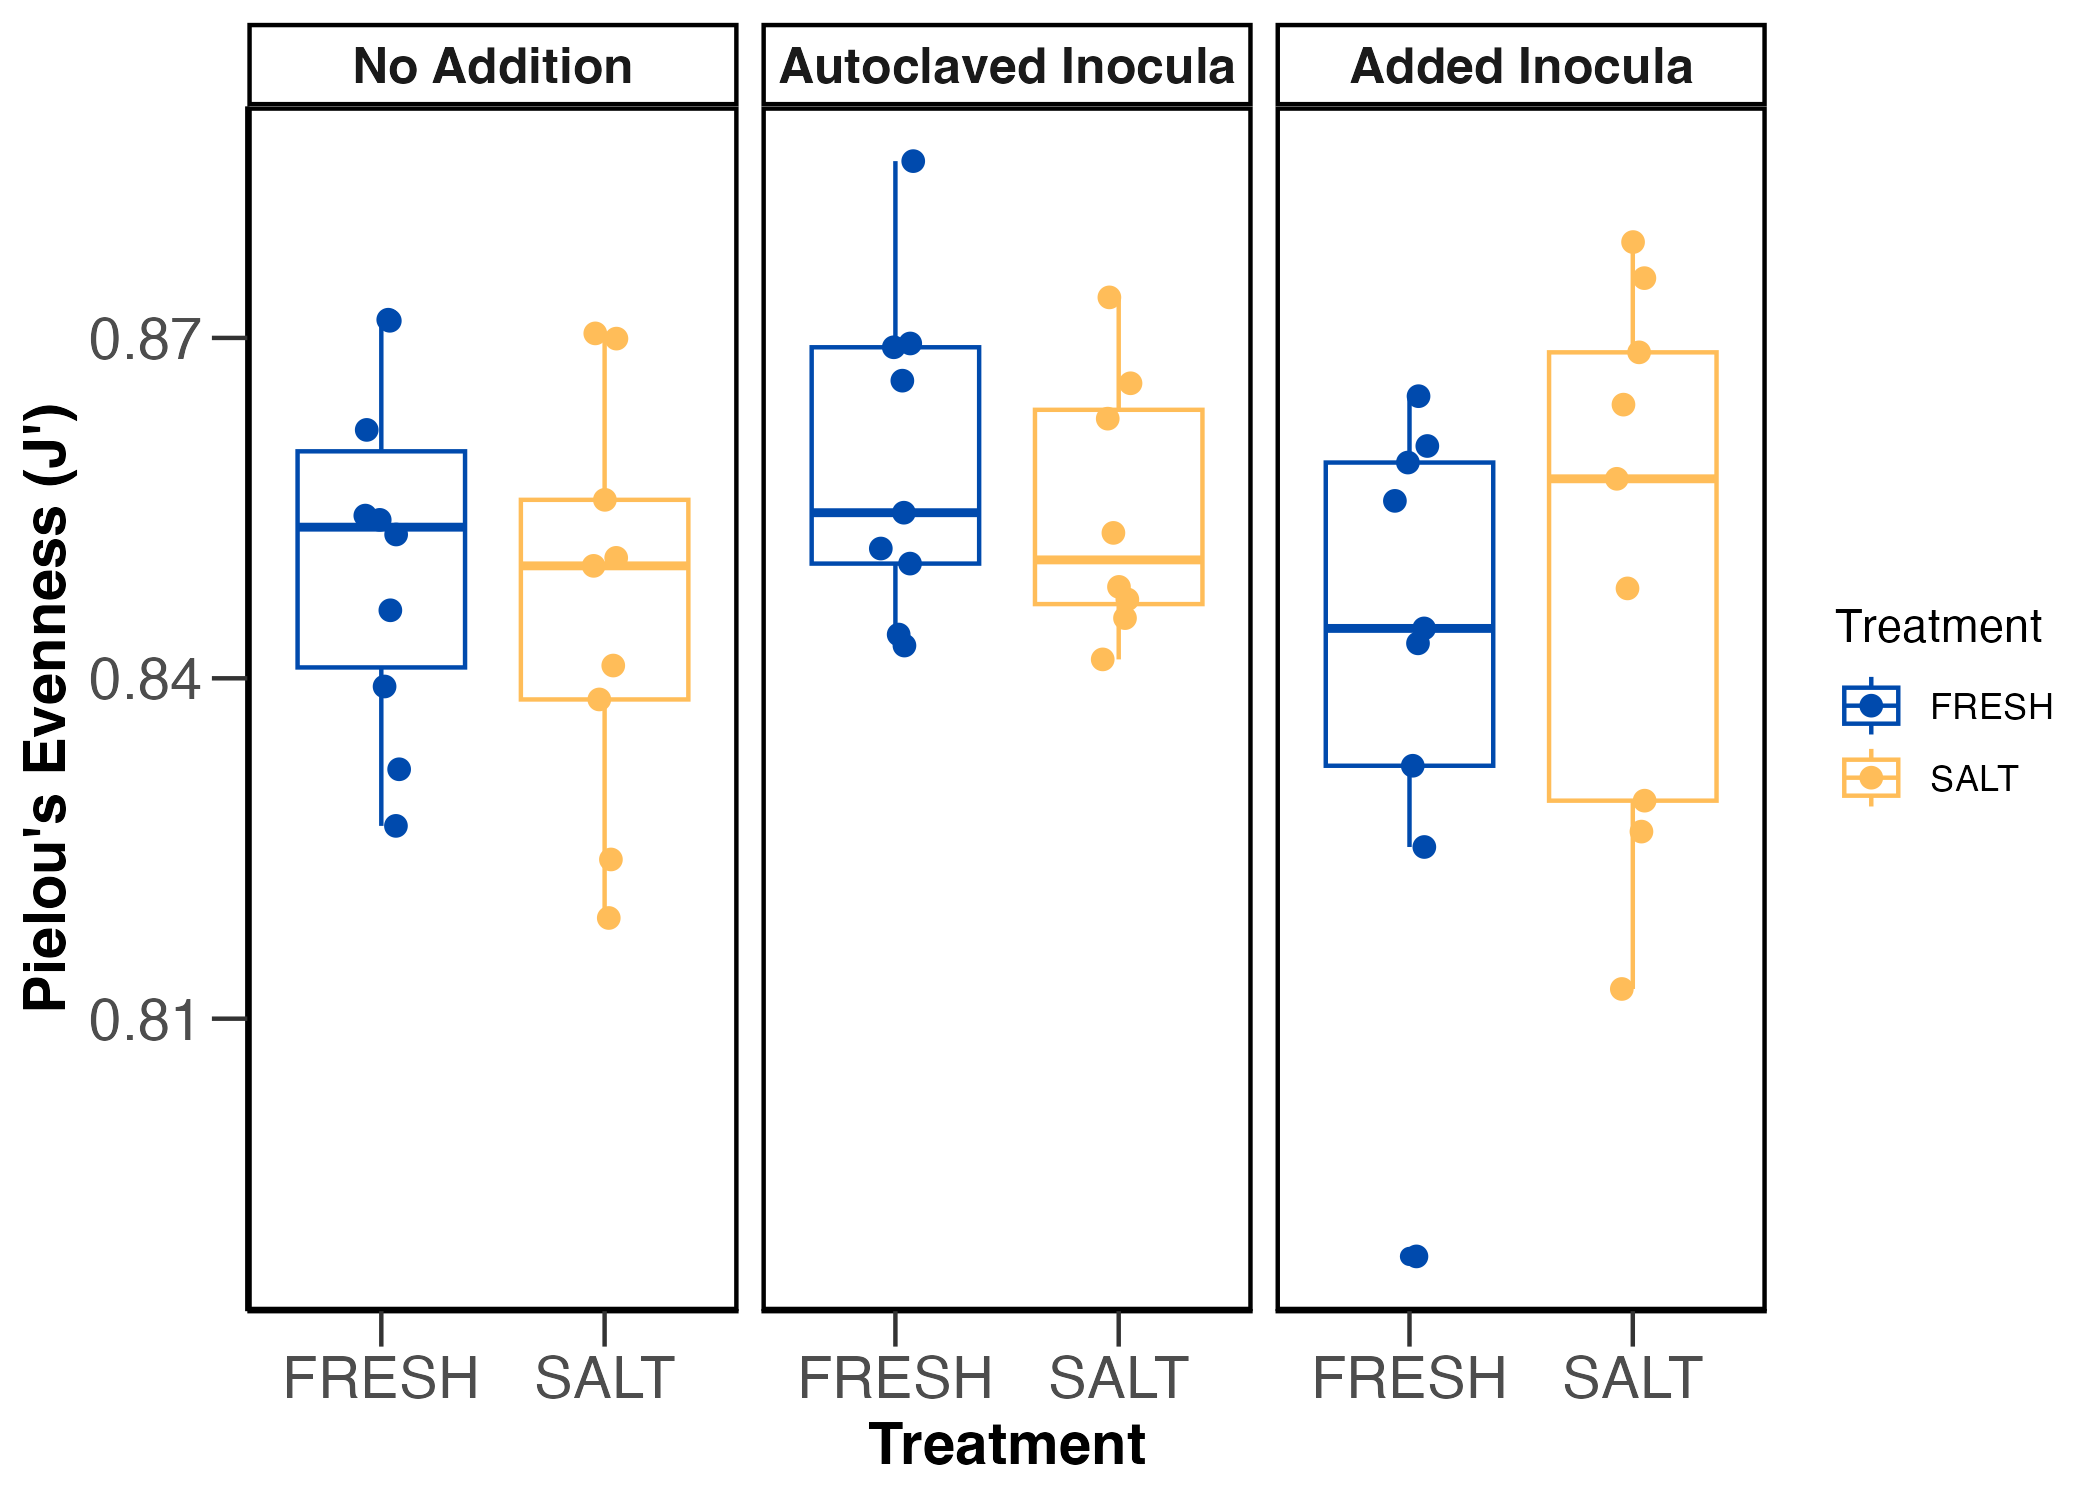 No Addition
Autoclaved Inocula
Added Inocula
Pielou's Evenness (J')
0.87
0.84
0.81
FRESH
SALT
FRESH
SALT
FRESH
SALT
Treatment
Treatment
FRESH
SALT